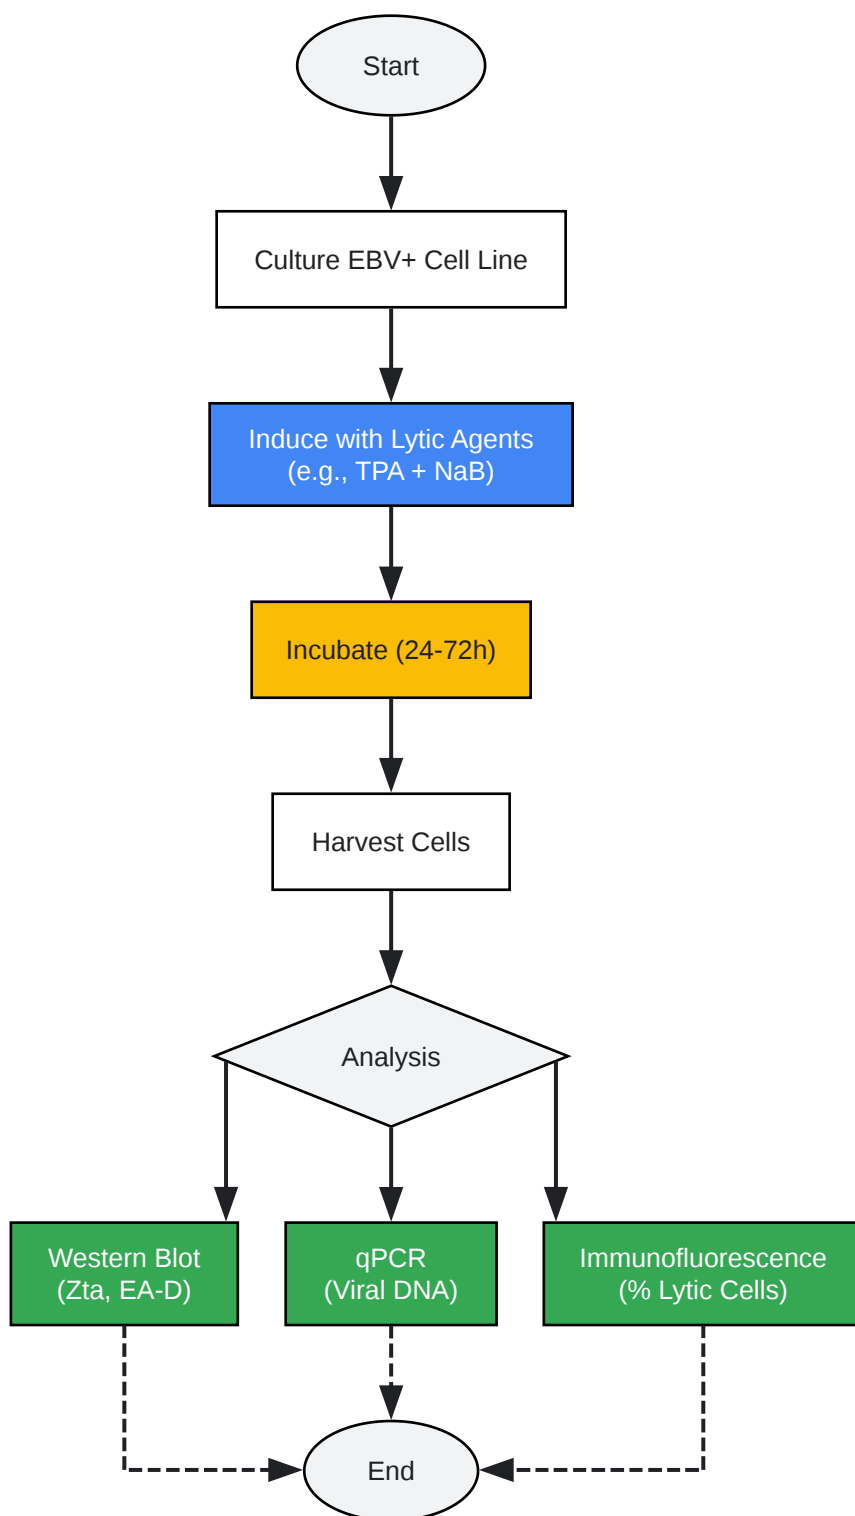 Start
Culture EBV+ Cell Line
Induce with Lytic Agents
(e.g., TPA + NaB)
Incubate (24-72h)
Harvest Cells
Analysis
Western Blot
(Zta, EA-D)
qPCR
(Viral DNA)
Immunofluorescence
(% Lytic Cells)
End